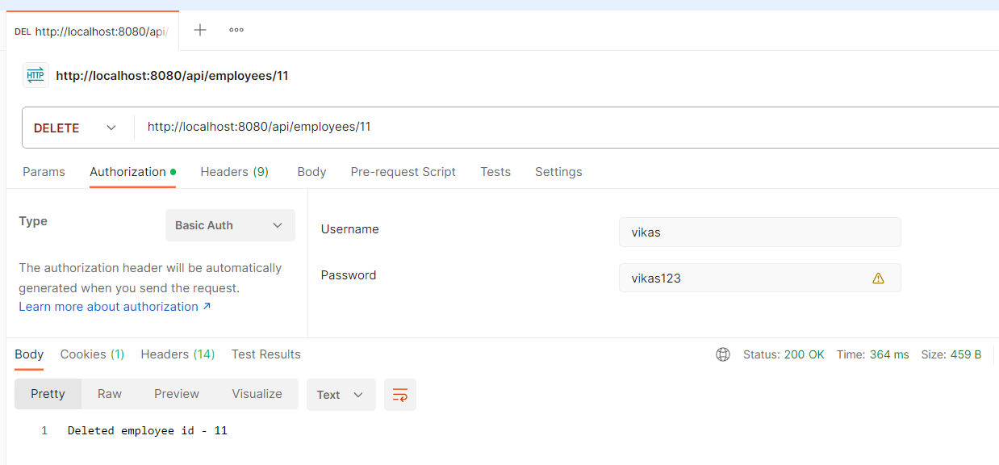 DEL http://localhost:8080/api/
HTTP http://localhost:8080/api/employees/11
DELETE http://localhost:8080/api/employees/11
Params Authorization Headers (9) Body Pre-request Script Tests Settings
Type Basic Auth
The authorization header will be automatically
generated when you send the request.
Learn more about authorization ↗
Username vikas
Password vikas123
Body Cookies (1) Headers (14) Test Results Status: 200 OK Time: 364 ms Size: 459 B
Pretty Raw Preview Visualize Text
1 Deleted employee id - 11